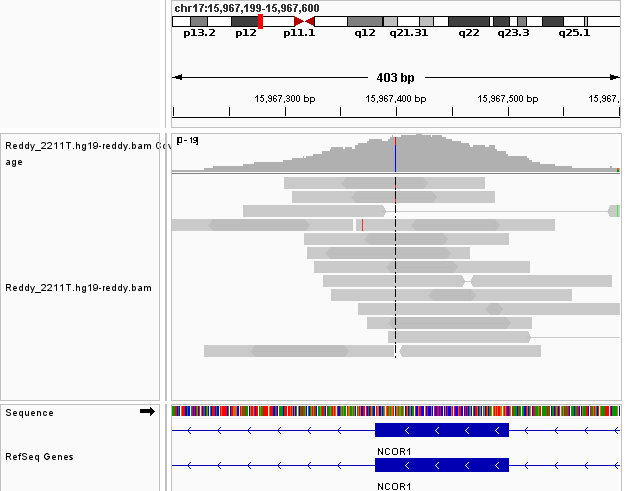 chr17:15,967,199-15,967,600
p13.2 p12 p11.1 q12 q21.31 q22 q23.3 q25.1
403 bp
15,967,300 bp 15,967,400 bp 15,967,500 bp 15,967,
Reddy_2211T.hg19-reddy.bam Cov
age
[0 - 19]
Reddy_2211T.hg19-reddy.bam
Sequence
NCOR1
RefSeq Genes
NCOR1